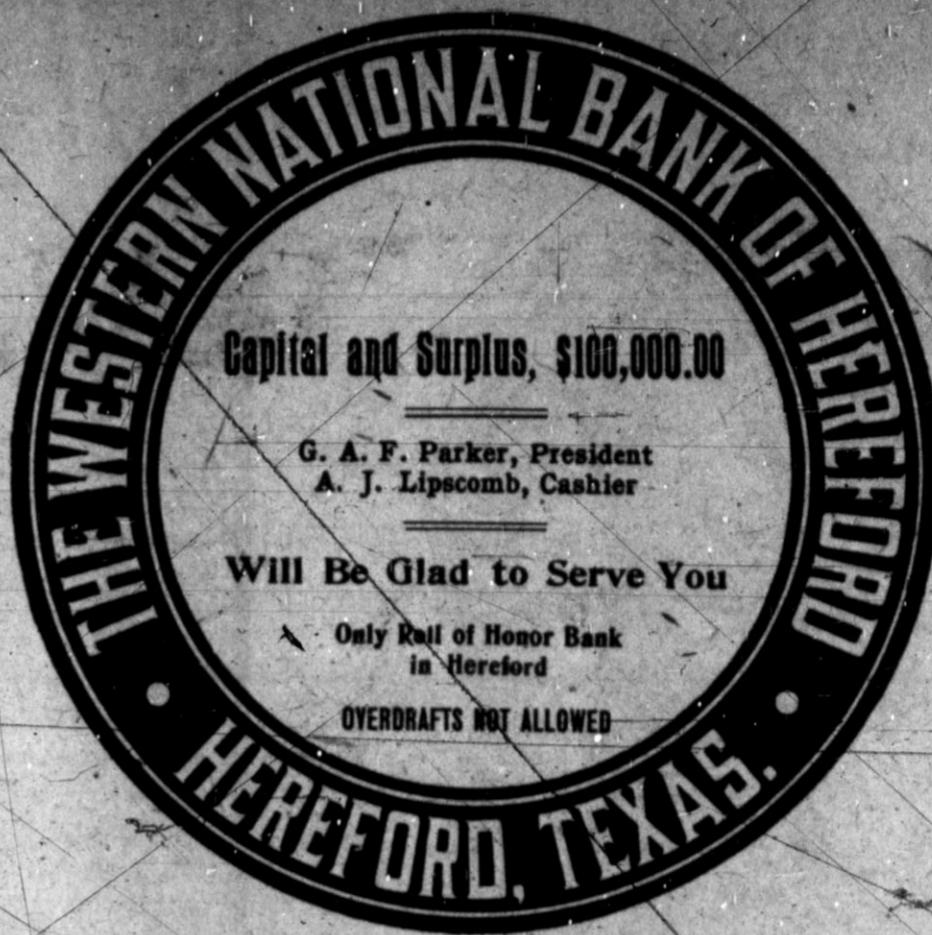 THE WESTERN NATIONAL BANK OF HEREFORD
Capital and Surplus, $100,000.00
G. A. F. Parker, President
A. J. Lipscomb, Cashier
Will Be Glad to Serve You
Only Roll of Honor Bank
in Hereford
OVERDRAFTS NOT ALLOWED
HEREFORD, TEXAS.